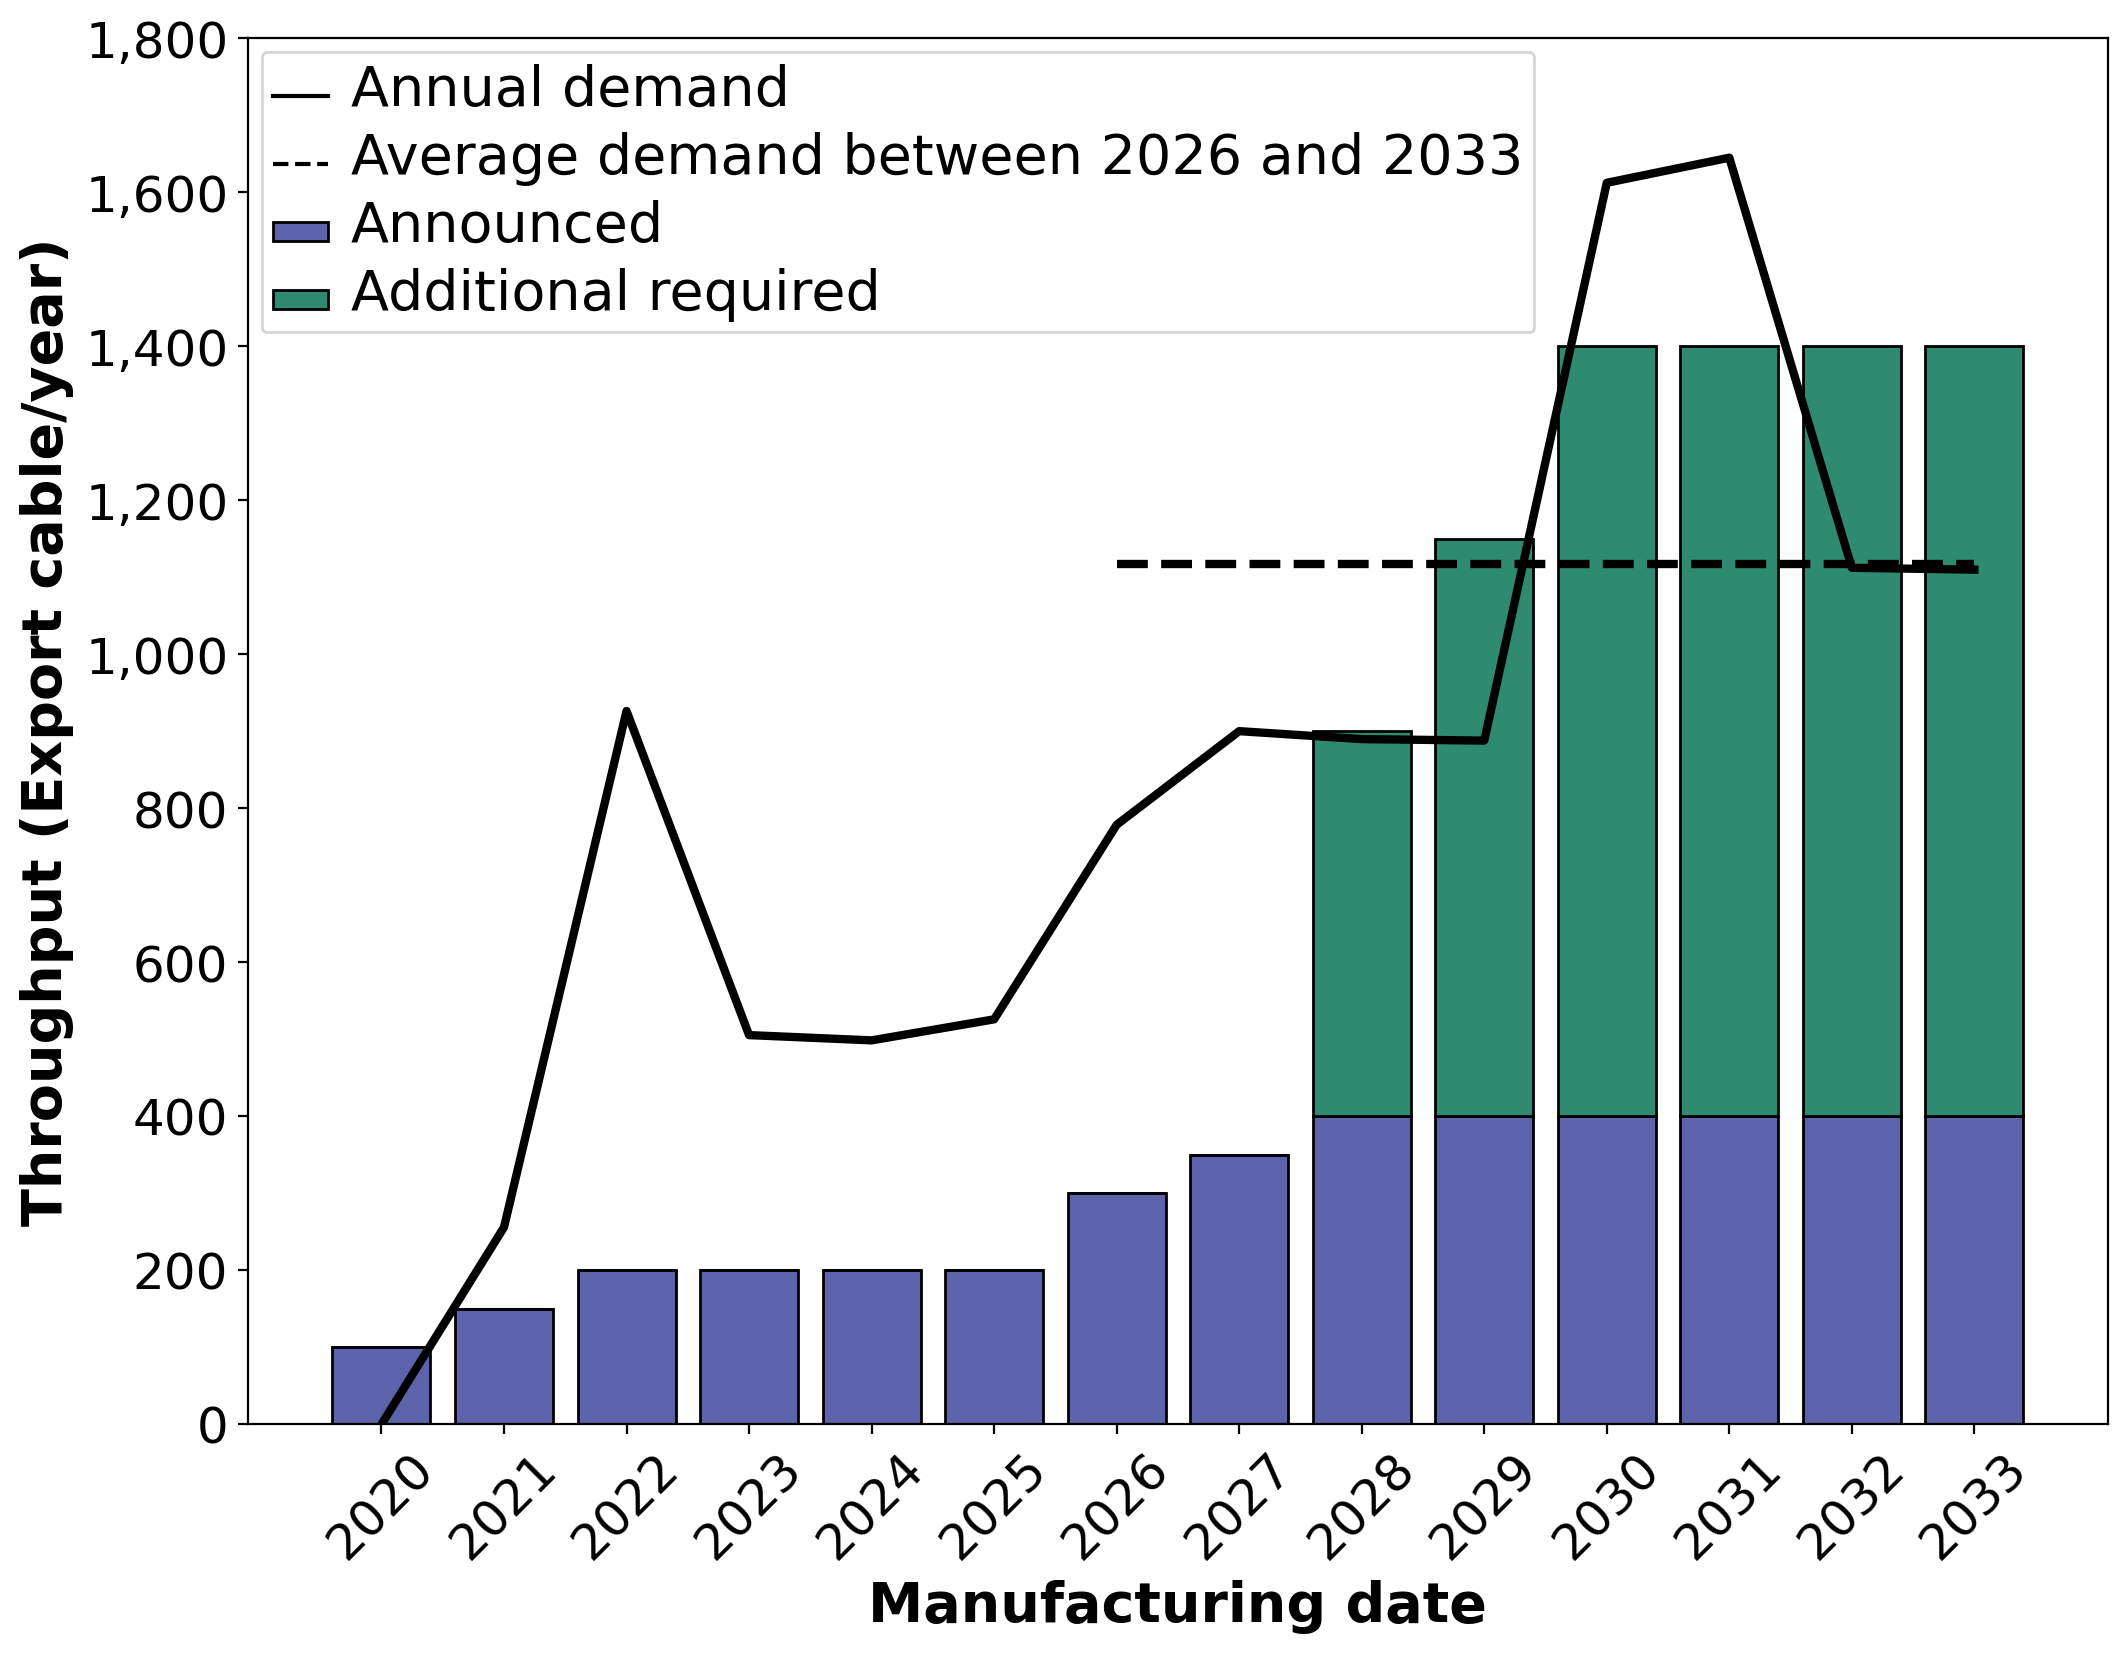 1,800
1,600
1,400
1,200
1,000
800
600
400
200
0
Throughput (Export cable/year)
Annual demand
Average demand between 2026 and 2033
Announced
Additional required
2020 2021 2022 2023 2024 2025 2026 2027 2028 2029 2030 2031 2032 2033
Manufacturing date